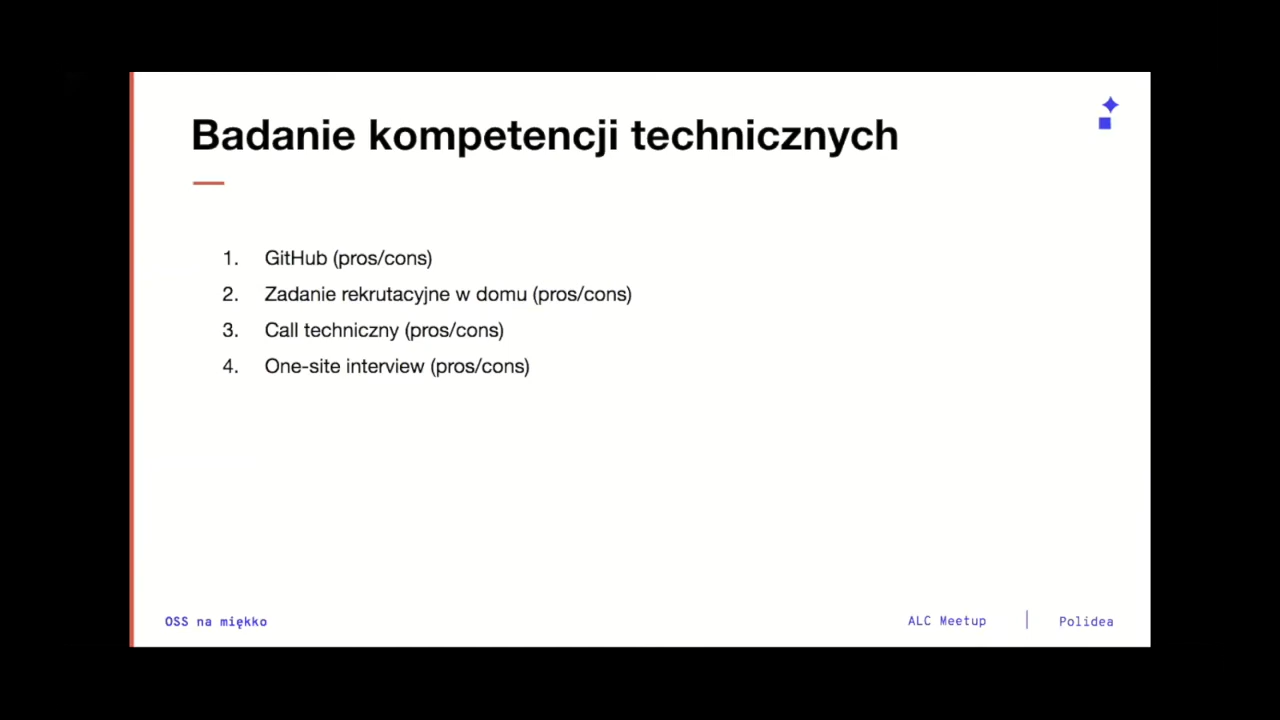 Badanie kompetencji technicznych
1. GitHub (pros/cons)
2. Zadanie rekrutacyjne w domu (pros/cons)
3. Call techniczny (pros/cons)
4. One-site interview (pros/cons)
OSS na miękko
ALC Meetup | Polidea